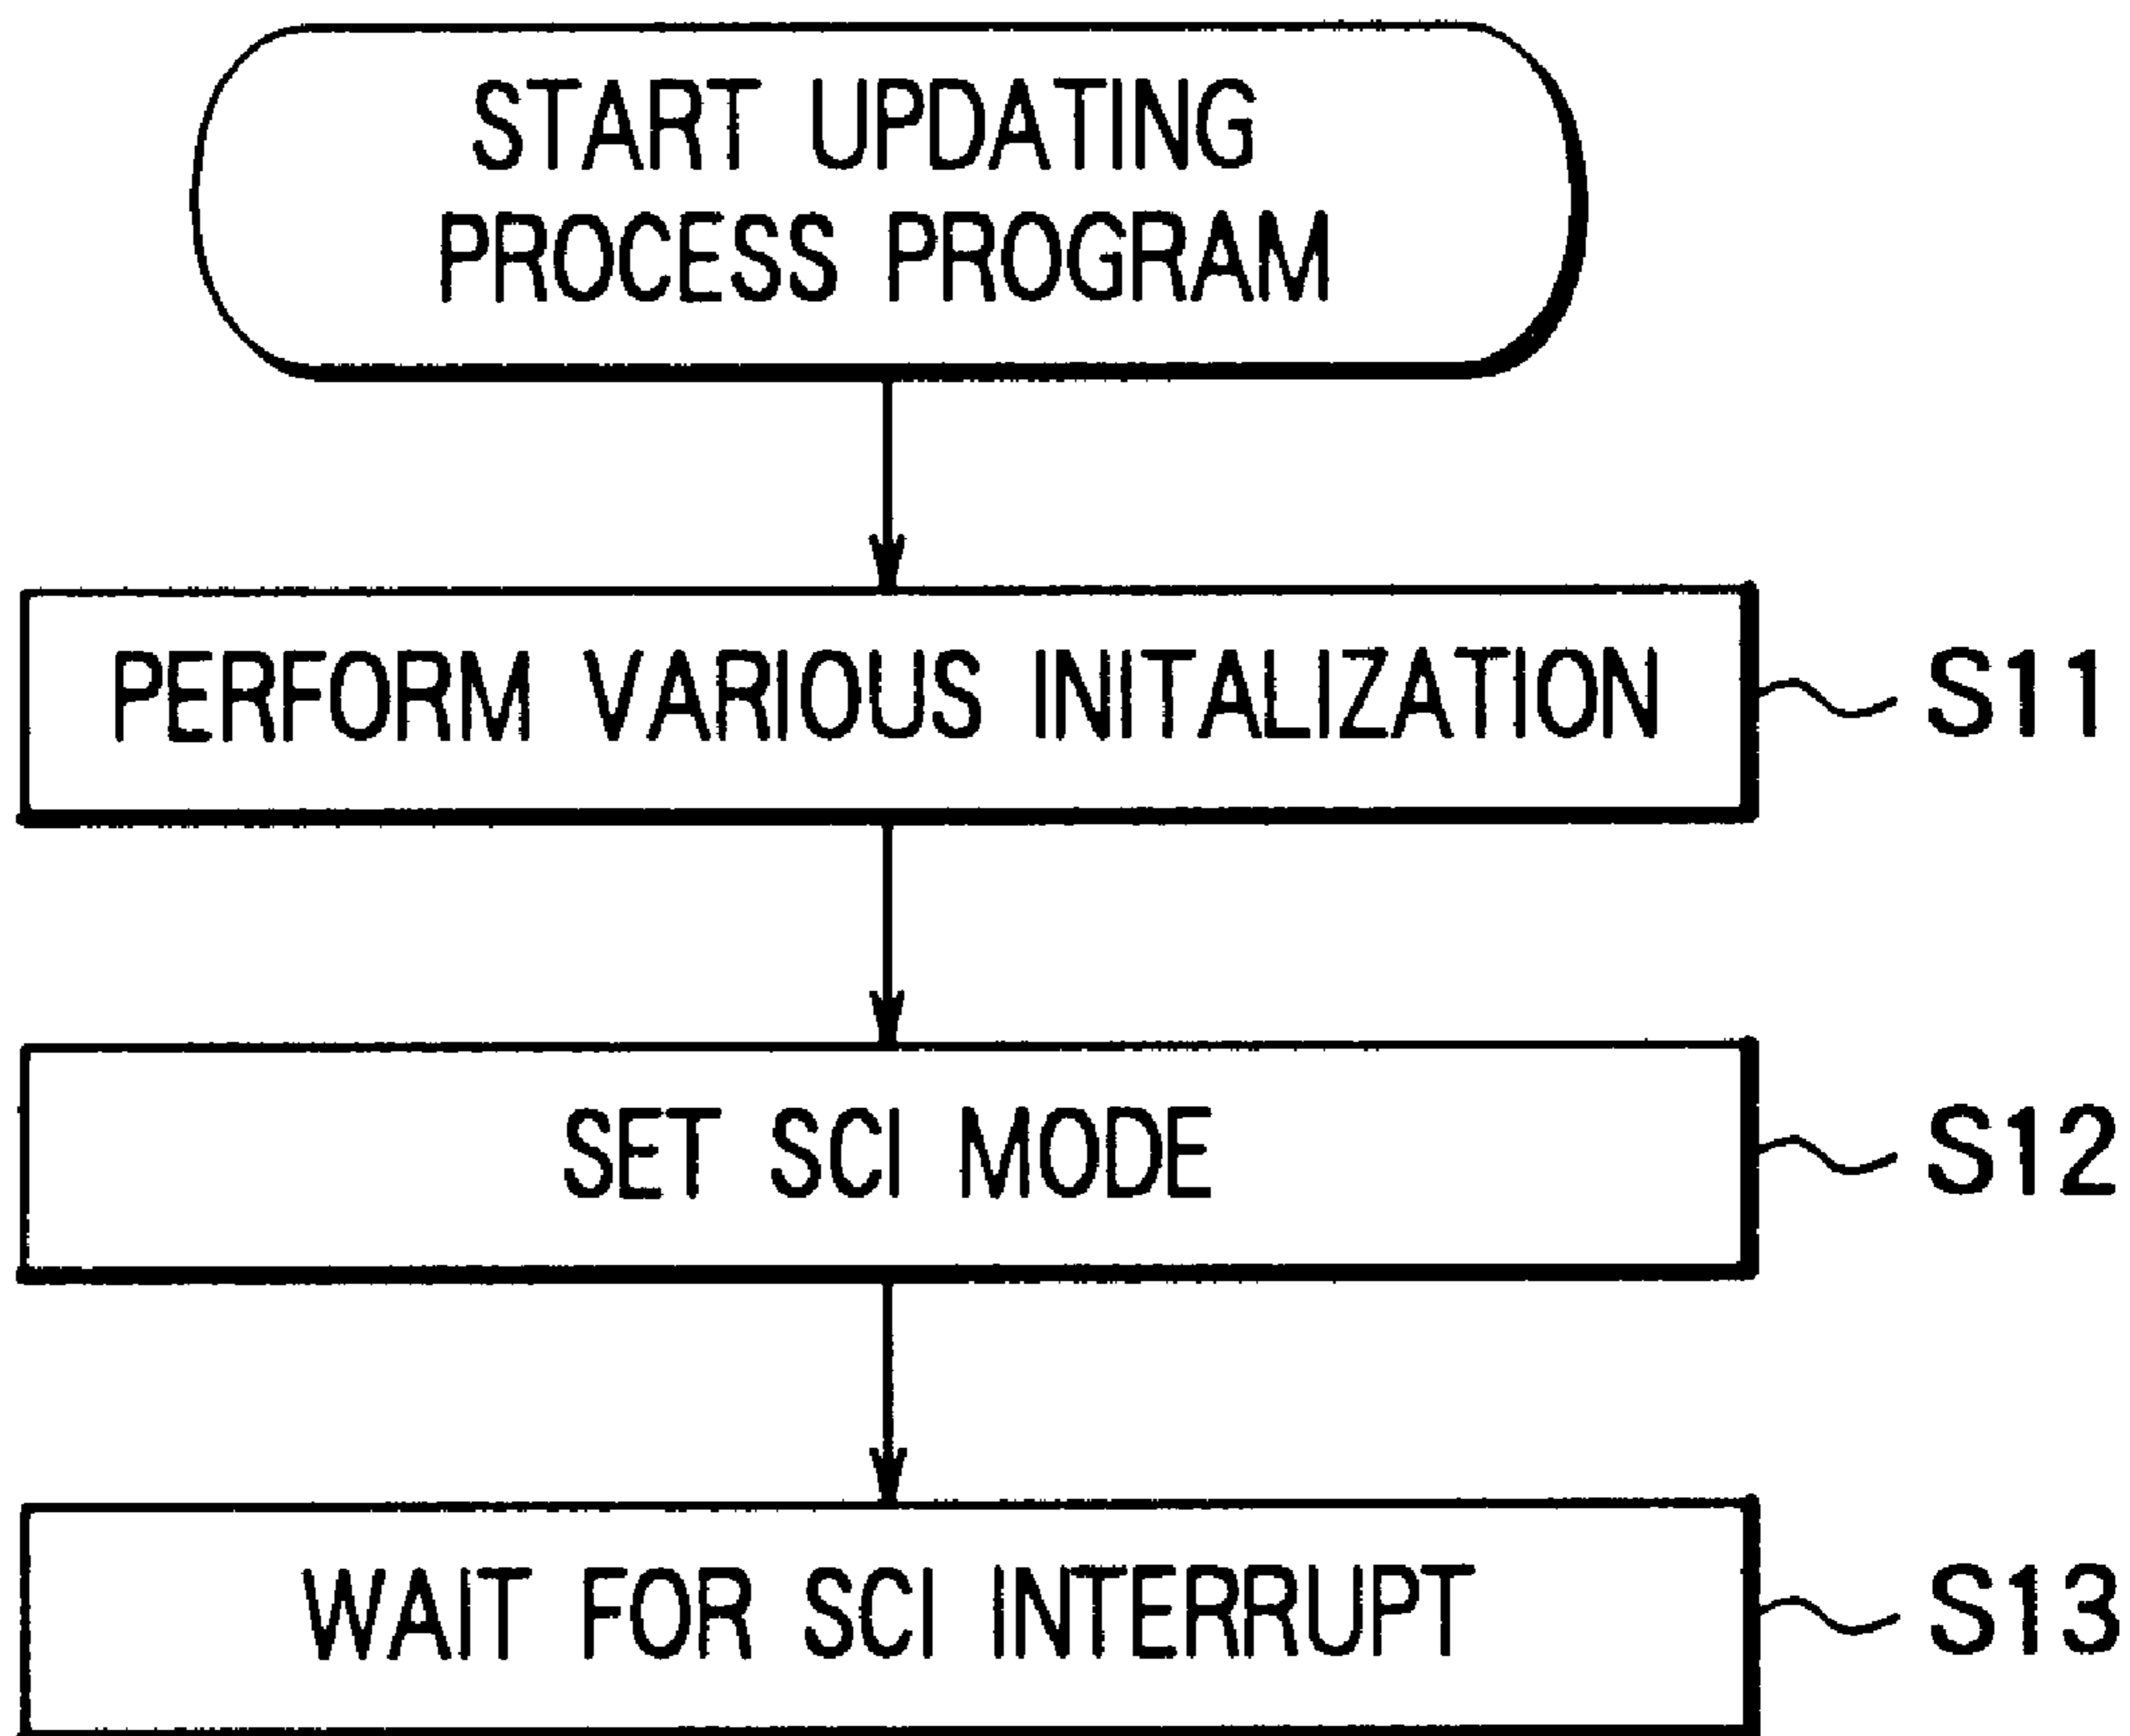 START UPDATING
PROCESS PROGRAM
PERFORM VARIOUS INITALIZATION
S11
SET SCI MODE
S12
WAIT FOR SCI INTERRUPT
S13